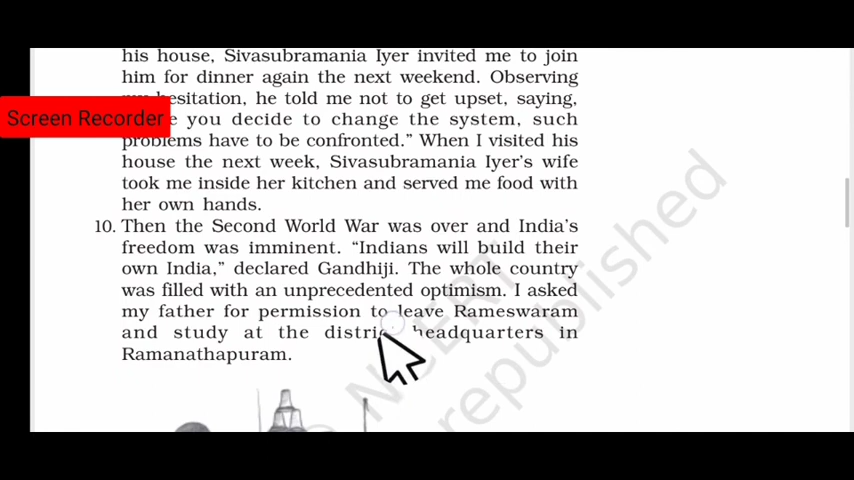 his house, Sivasubramania Iyer invited me to join
him for dinner again the next weekend. Observing
hesitation, he told me not to get upset, saying,
Screen Recorder
you decide to change the system, such
problems have to be confronted.” When I visited his
house the next week, Sivasubramania Iyer’s wife
took me inside her kitchen and served me food with
her own hands.
10. Then the Second World War was over and India’s
freedom was imminent. “Indians will build their
own India,” declared Gandhiji. The whole country
was filled with an unprecedented optimism. I asked
my father for permission to leave Rameswaram
and study at the headquarters in
Ramanathapuram.
NCERT
republished